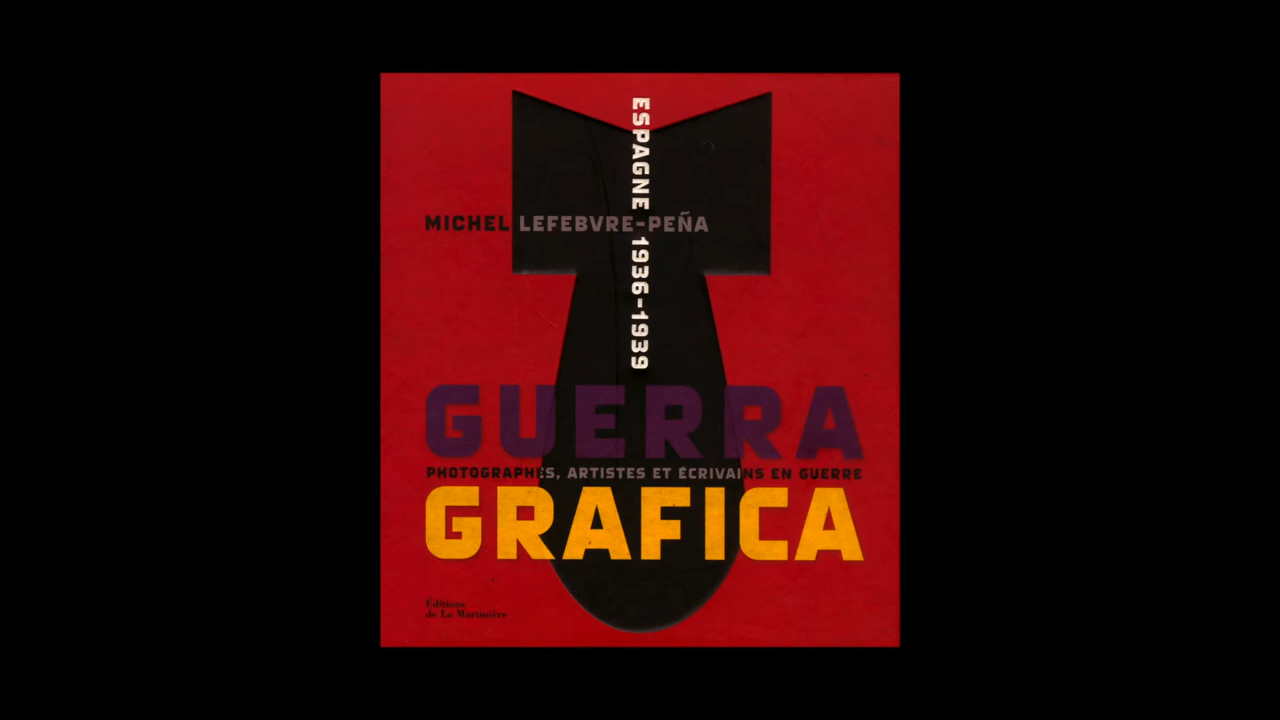 ESPAGNE 1936-1939
MICHEL LEFEBVRE-PEÑA
GUERRA
PHOTOGRAPHES, ARTISTES ET ÉCRIVAINS EN GUERRE
GRAFICA
Éditions
de La Martinière